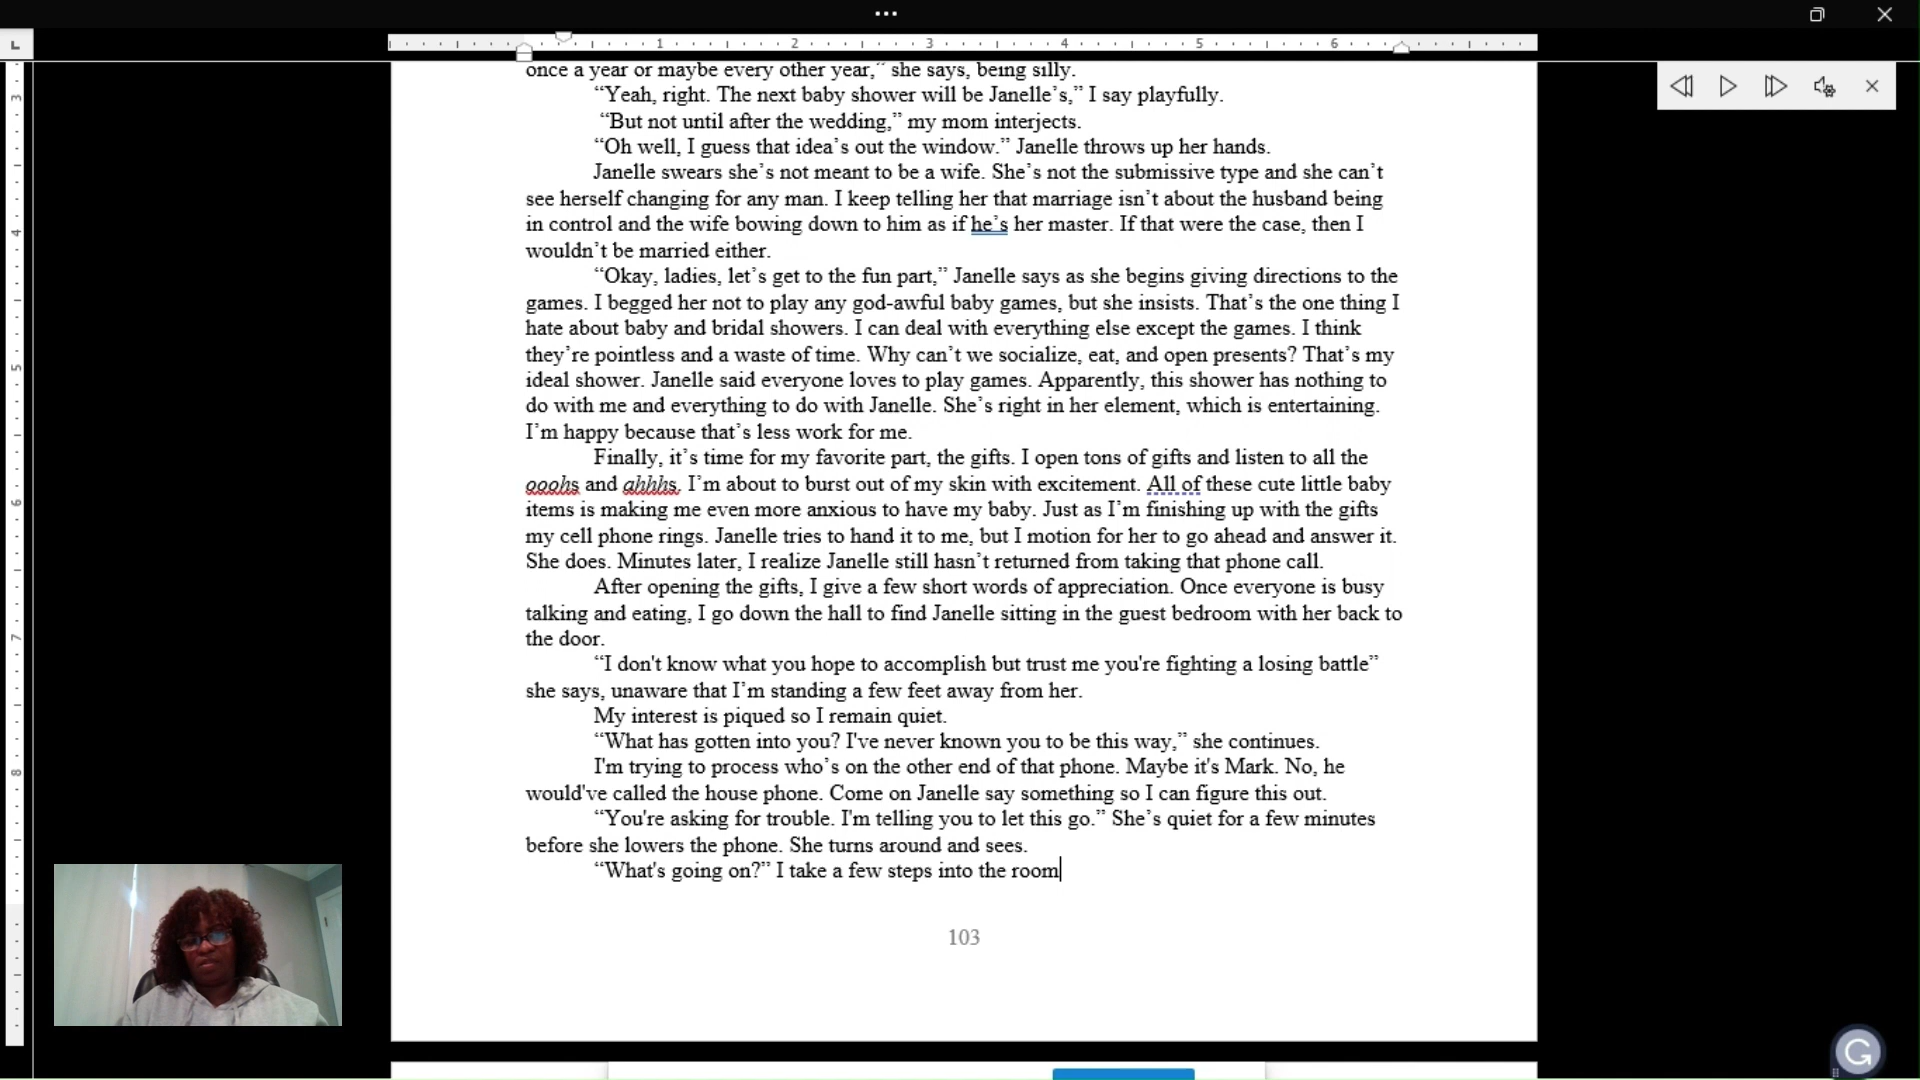 L
1 2 3 4 5 6
once a year or maybe every other year,” she says, being silly.
“Yeah, right. The next baby shower will be Janelle’s,” I say playfully.
“But not until after the wedding,” my mom interjects.
“Oh well, I guess that idea’s out the window.” Janelle throws up her hands.
Janelle swears she’s not meant to be a wife. She’s not the submissive type and she can’t
see herself changing for any man. I keep telling her that marriage isn’t about the husband being
in control and the wife bowing down to him as if he’s her master. If that were the case, then I
wouldn’t be married either.
“Okay, ladies, let’s get to the fun part,” Janelle says as she begins giving directions to the
games. I begged her not to play any god-awful baby games, but she insists. That’s the one thing I
hate about baby and bridal showers. I can deal with everything else except the games. I think
they’re pointless and a waste of time. Why can’t we socialize, eat, and open presents? That’s my
ideal shower. Janelle said everyone loves to play games. Apparently, this shower has nothing to
do with me and everything to do with Janelle. She’s right in her element, which is entertaining.
I’m happy because that’s less work for me.
Finally, it’s time for my favorite part, the gifts. I open tons of gifts and listen to all the
ooohs and ahhhs. I’m about to burst out of my skin with excitement. All of these cute little baby
items is making me even more anxious to have my baby. Just as I’m finishing up with the gifts
my cell phone rings. Janelle tries to hand it to me, but I motion for her to go ahead and answer it.
She does. Minutes later, I realize Janelle still hasn’t returned from taking that phone call.
After opening the gifts, I give a few short words of appreciation. Once everyone is busy
talking and eating, I go down the hall to find Janelle sitting in the guest bedroom with her back to
the door.
“I don't know what you hope to accomplish but trust me you're fighting a losing battle”
she says, unaware that I’m standing a few feet away from her.
My interest is piqued so I remain quiet.
“What has gotten into you? I've never known you to be this way,” she continues.
I'm trying to process who’s on the other end of that phone. Maybe it's Mark. No, he
would've called the house phone. Come on Janelle say something so I can figure this out.
“You're asking for trouble. I'm telling you to let this go.” She’s quiet for a few minutes
before she lowers the phone. She turns around and sees.
“What's going on?” I take a few steps into the room
103
3
4
5
6
7
8
G